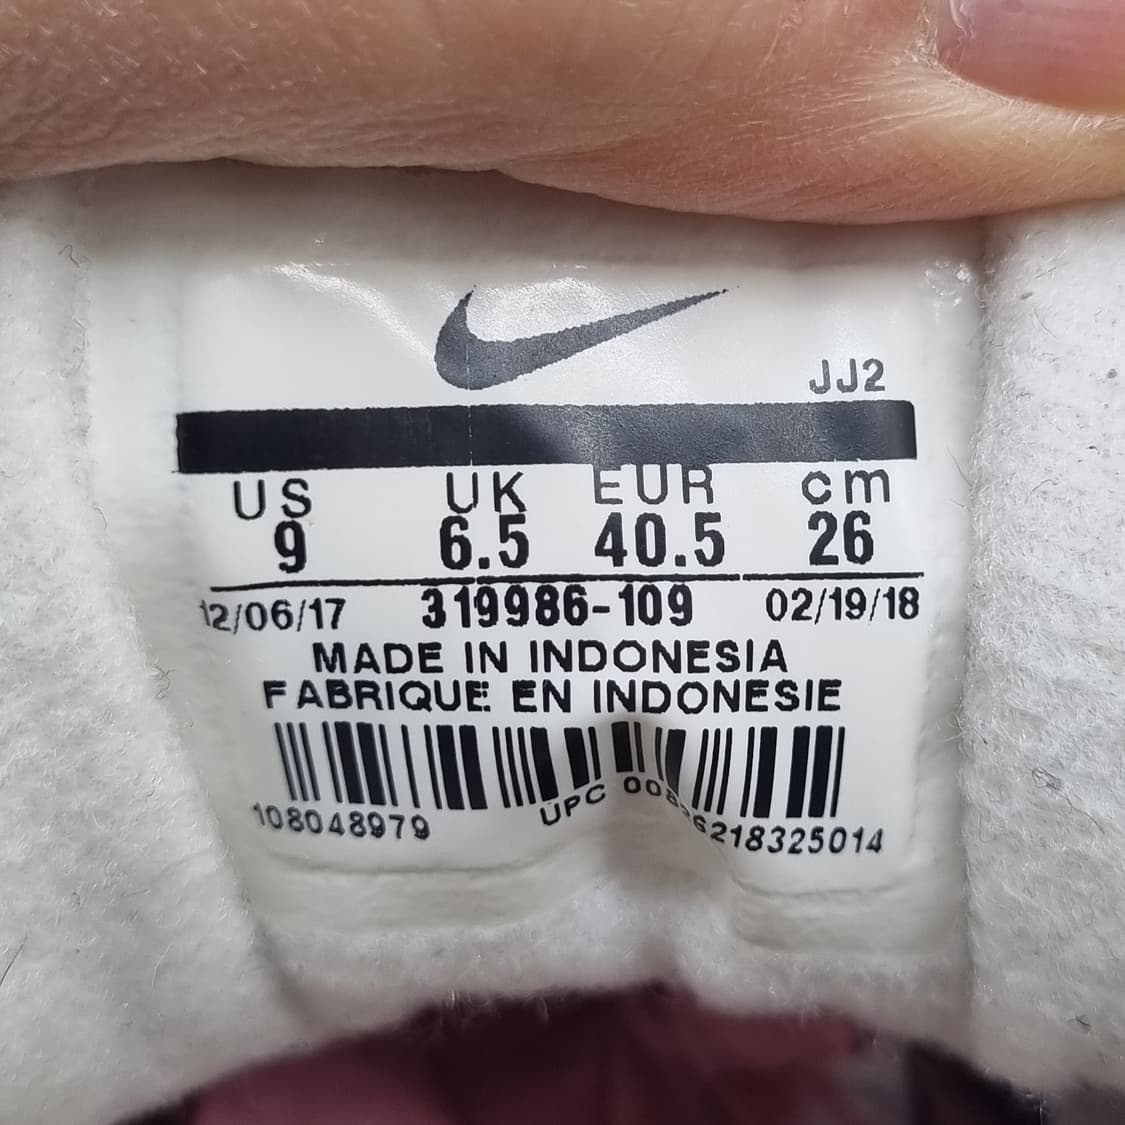 JJ2
US UK EUR cm
9 6.5 40.5 26
12/06/17 319986-109 02/19/18
MADE IN INDONESIA
FABRIQUE EN INDONESIE
108048979 UPC